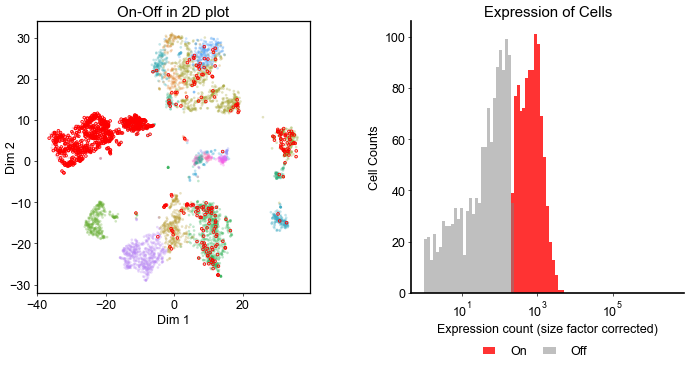 On-Off in 2D plot
30
20
10
0
−10
−20
−30
−40
−20
0
20
Dim 2
Dim 1
Expression of Cells
100
80
60
40
20
0
10^1
10^3
10^5
Cell Counts
Expression count (size factor corrected)
On Off